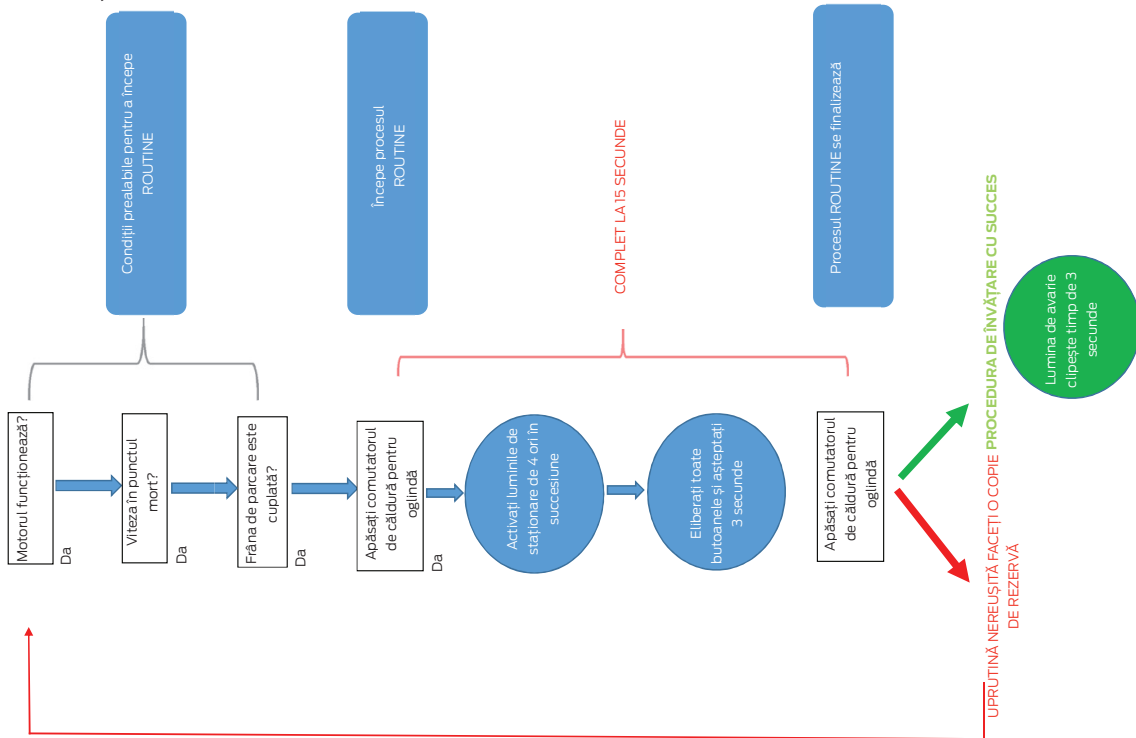 Motorul funcționează?
Da
Viteza în punctul
mort?
Da
Frâna de parcare este
cuplată?
Da
Condiții prealabile pentru a începe
ROUTINE
Apăsați comutatorul
de căldură pentru
oglindă
Da
Începe procesul
ROUTINE
Activați luminile de
staționare de 4 ori în
succesiune
Eliberați toate
butoanele și așteptați
3 secunde
COMPLET LA 15 SECUNDE
Apăsați comutatorul
de căldură pentru
oglindă
Procesul ROUTINE se finalizează
UPRUTINĂ NEREUȘITĂ FACEȚI O COPIE
DE REZERVĂ
PROCEDURA DE ÎNVĂȚARE CU SUCCES
Lumina de avarie
clipește timp de 3
secunde